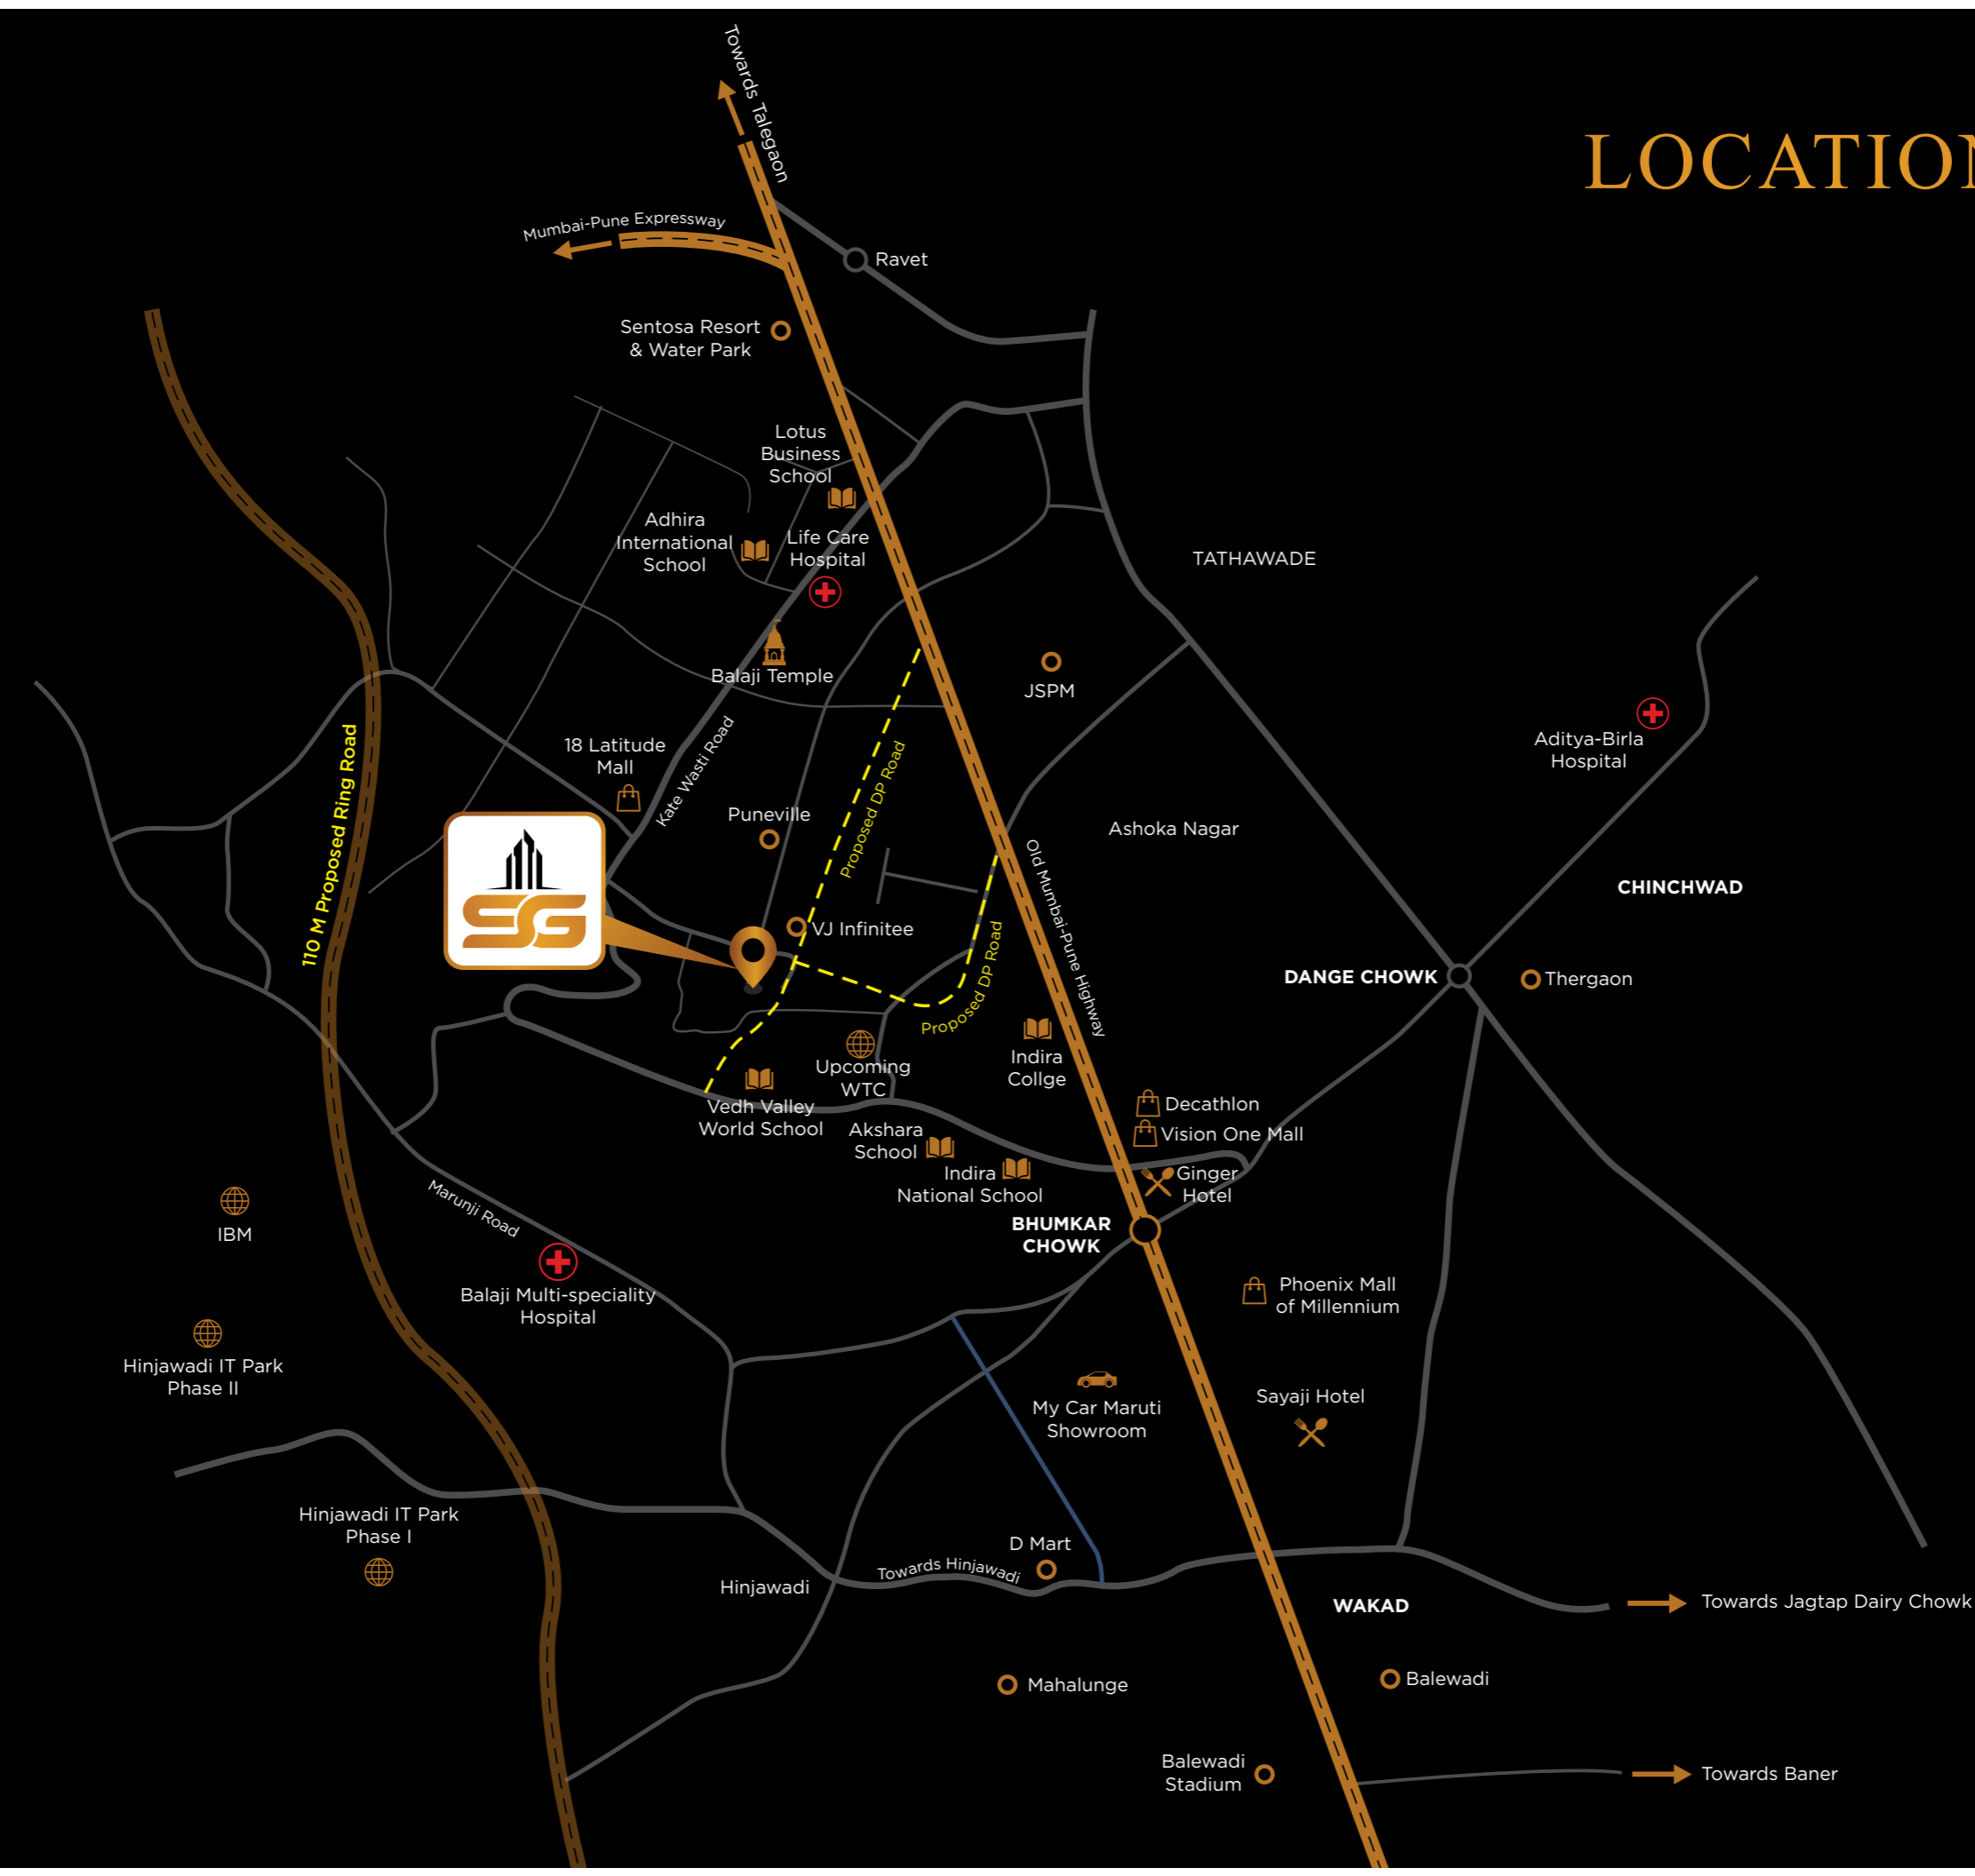 Towards Talegaon
LOCATION
Mumbai-Pune Expressway
Ravet
Sentosa Resort
& Water Park
Lotus
Business
School
Adhira
International
School
Life Care
Hospital
TATHAWADE
Balaji Temple
JSPM
Aditya-Birla
Hospital
18 Latitude
Mall
Kate Wasti Road
110 M Proposed Ring Road
Puneville
Proposed DP Road
Ashoka Nagar
Old Mumbai-Pune Highway
CHINCHWAD
SG
VJ Infinitee
Proposed DP Road
DANGE CHOWK
Thergaon
Upcoming
WTC
Indira
Collge
Vedh Valley
World School
Decathlon
Vision One Mall
Akshara
School
Indira
National School
Ginger
Hotel
Marunji Road
IBM
BHUMKAR
CHOWK
Balaji Multi-speciality
Hospital
Phoenix Mall
of Millennium
Hinjawadi IT Park
Phase II
My Car Maruti
Showroom
Sayaji Hotel
Hinjawadi IT Park
Phase I
D Mart
Towards Hinjawadi
Hinjawadi
WAKAD
Towards Jagtap Dairy Chowk
Mahalunge
Balewadi
Balewadi
Stadium
Towards Baner